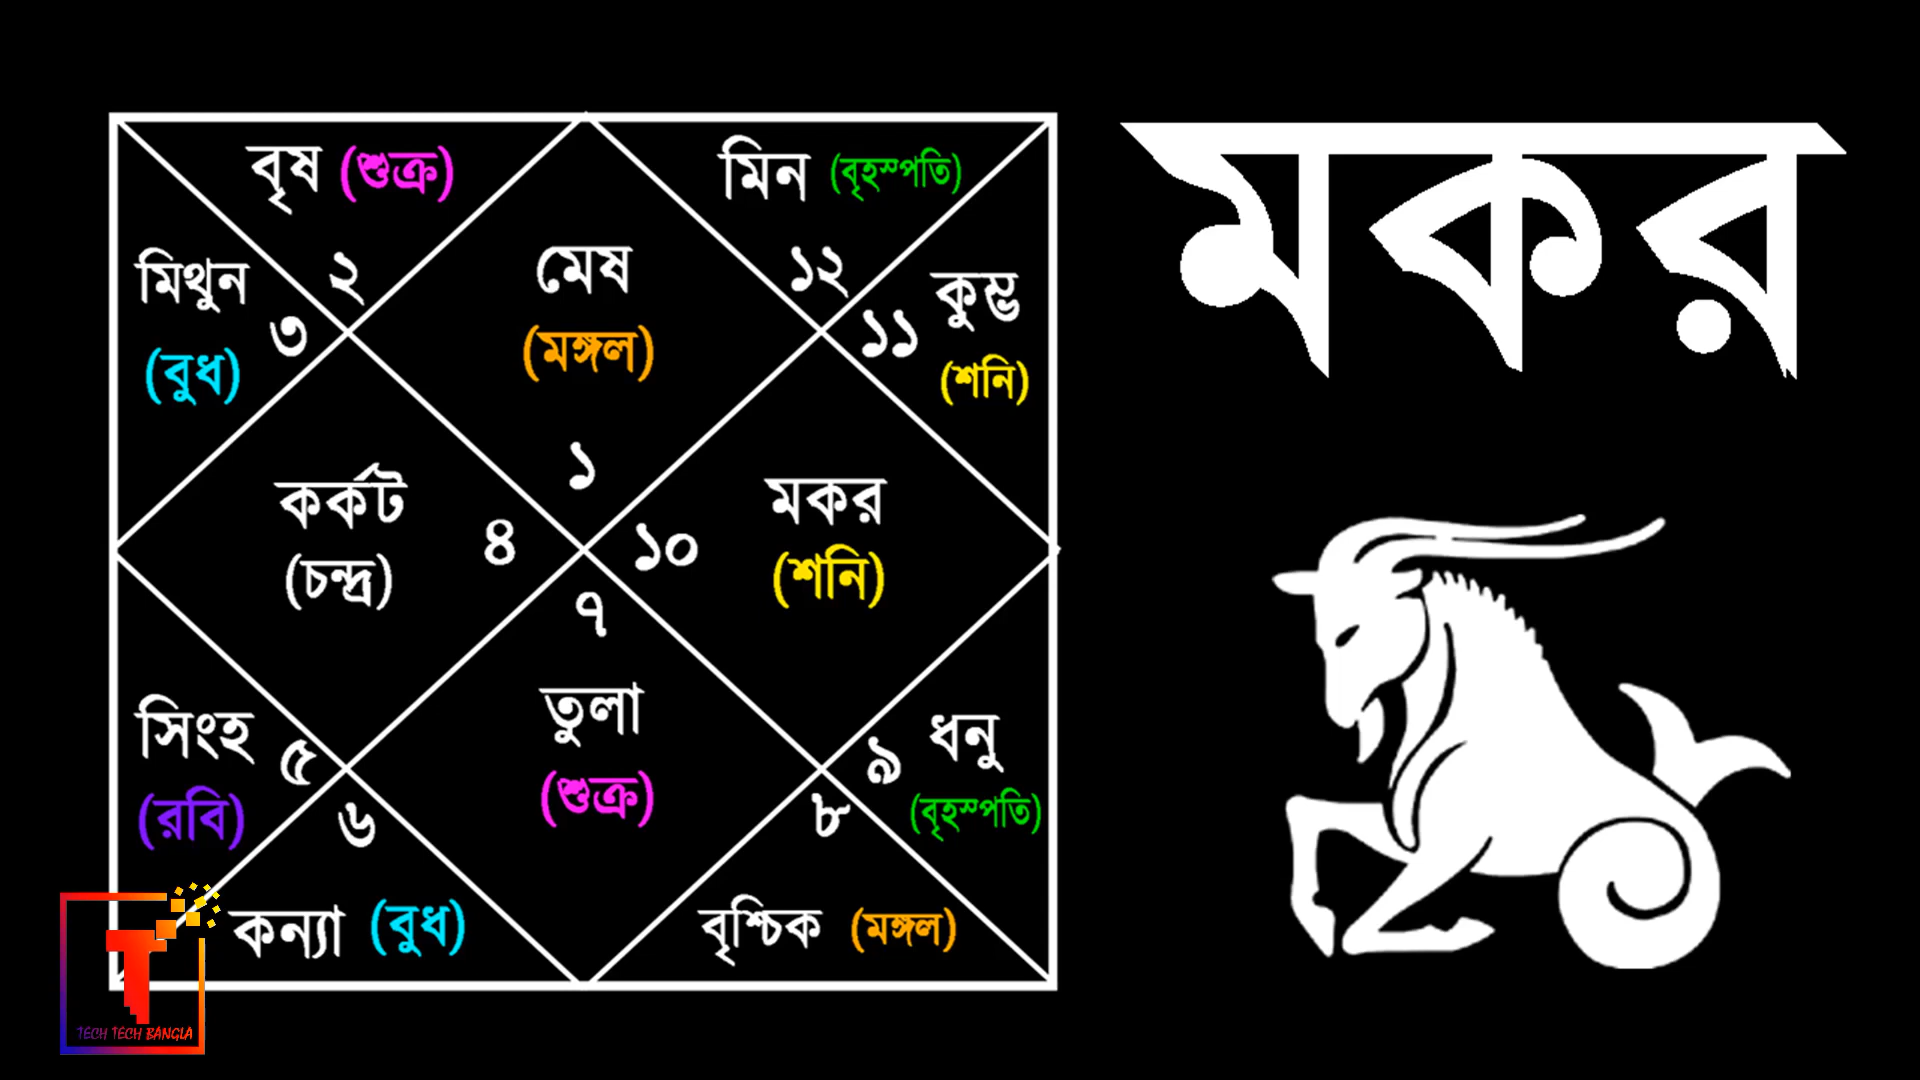 বৃষ (শুক্র)
২
মিন (বৃহস্পতি)
১২
মিথুন
৩
(বুধ)
মেষ
(মঙ্গল)
১
কুম্ভ
১১
(শনি)
কর্কট
(চন্দ্র)
৪
মকর
(শনি)
১০
৭
তুলা
(শুক্র)
সিংহ
৫
(রবি)
৬
কন্যা (বুধ)
ধনু
৯
(বৃহস্পতি)
৮
বৃশ্চিক (মঙ্গল)
মকর
T
TECH TECH BANGLA